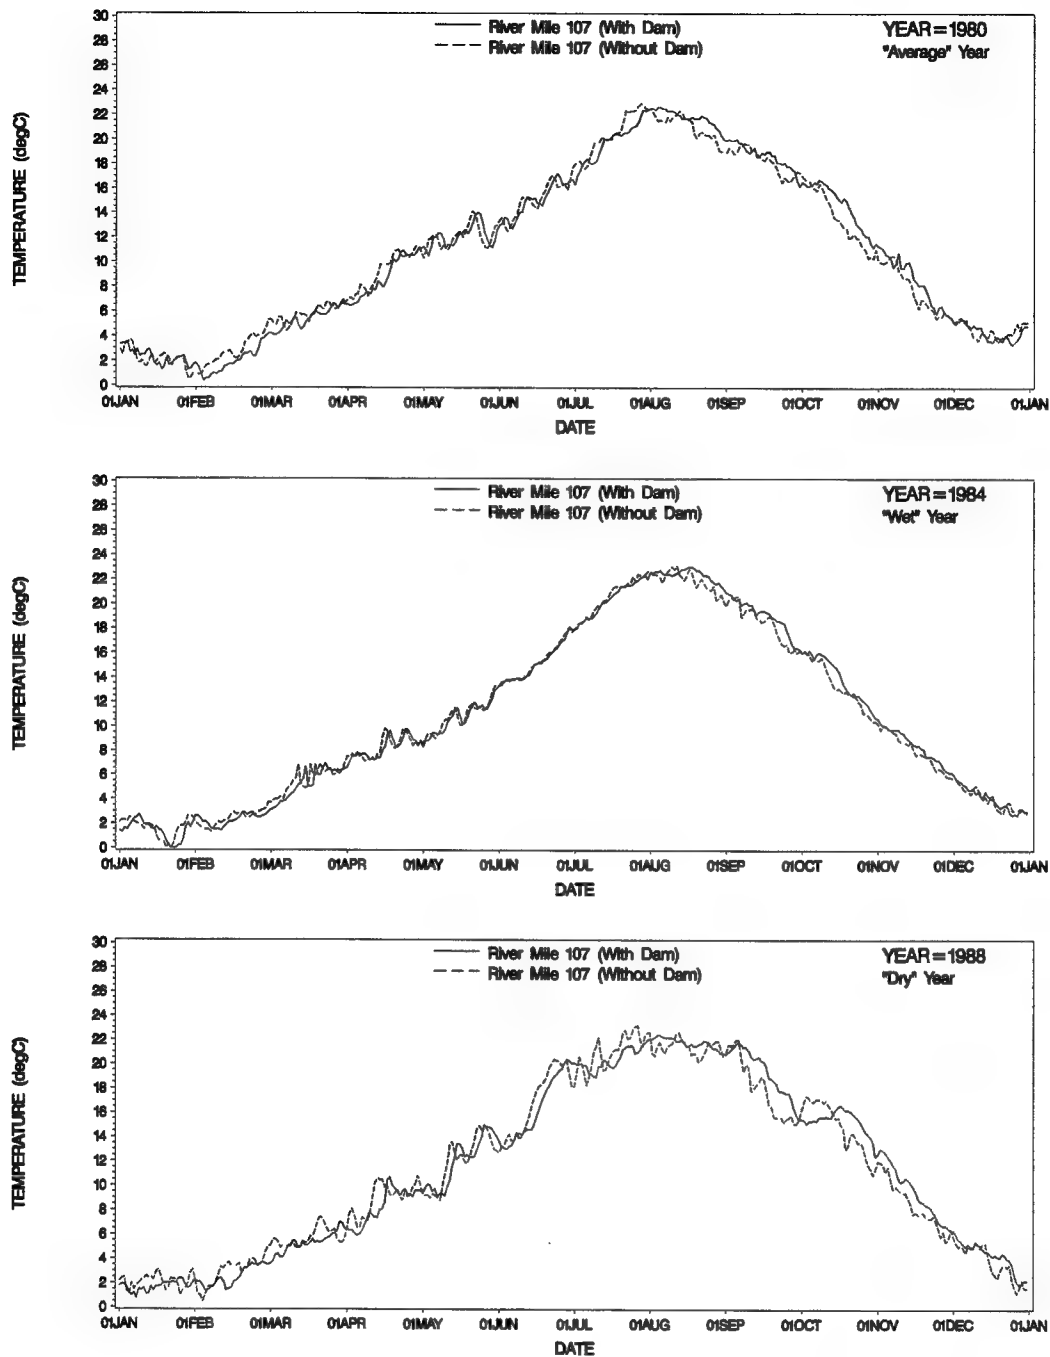 30
28
26
24
22
20
18
16
14
12
10
8
6
4
2
0
TEMPERATURE (degC)
River Mile 107 (With Dam)
River Mile 107 (Without Dam)
YEAR=1980
"Average" Year
01JAN 01FEB 01MAR 01APR 01MAY 01JUN 01JUL 01AUG 01SEP 01OCT 01NOV 01DEC 01JAN
DATE
30
28
26
24
22
20
18
16
14
12
10
8
6
4
2
0
TEMPERATURE (degC)
River Mile 107 (With Dam)
River Mile 107 (Without Dam)
YEAR=1984
"Wet" Year
01JAN 01FEB 01MAR 01APR 01MAY 01JUN 01JUL 01AUG 01SEP 01OCT 01NOV 01DEC 01JAN
DATE
30
28
26
24
22
20
18
16
14
12
10
8
6
4
2
0
TEMPERATURE (degC)
River Mile 107 (With Dam)
River Mile 107 (Without Dam)
YEAR=1988
"Dry" Year
01JAN 01FEB 01MAR 01APR 01MAY 01JUN 01JUL 01AUG 01SEP 01OCT 01NOV 01DEC 01JAN
DATE